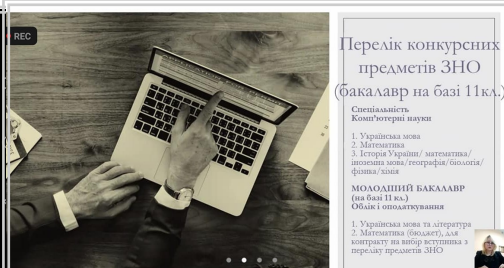 REC
Перелік конкурсних
предметів ЗНО
(бакалавр на базі 11кл.)
Спеціальність
Комп'ютерні науки
1. Українська мова
2. Математика
3. Історія України/ математика/
іноземна мова/географія/біологія/
фізика/хімія
МОЛОДШИЙ БАКАЛАВР
(на базі 11 кл.)
Облік і оподаткування
1. Українська мова та література
2. Математика (бюджет), для
контракту на вибір вступника з
переліку предметів ЗНО